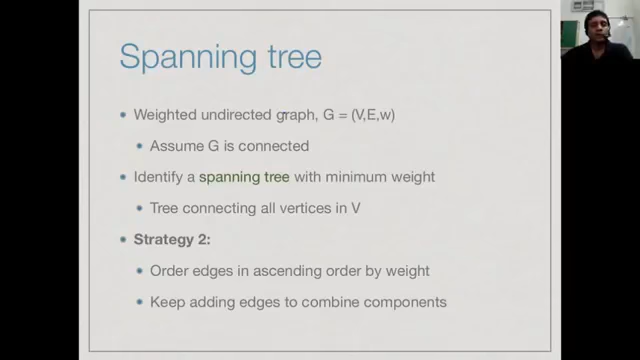 Spanning tree
Weighted undirected graph, G = (V,E,w)
Assume G is connected
Identify a spanning tree with minimum weight
Tree connecting all vertices in V
Strategy 2:
Order edges in ascending order by weight
Keep adding edges to combine components